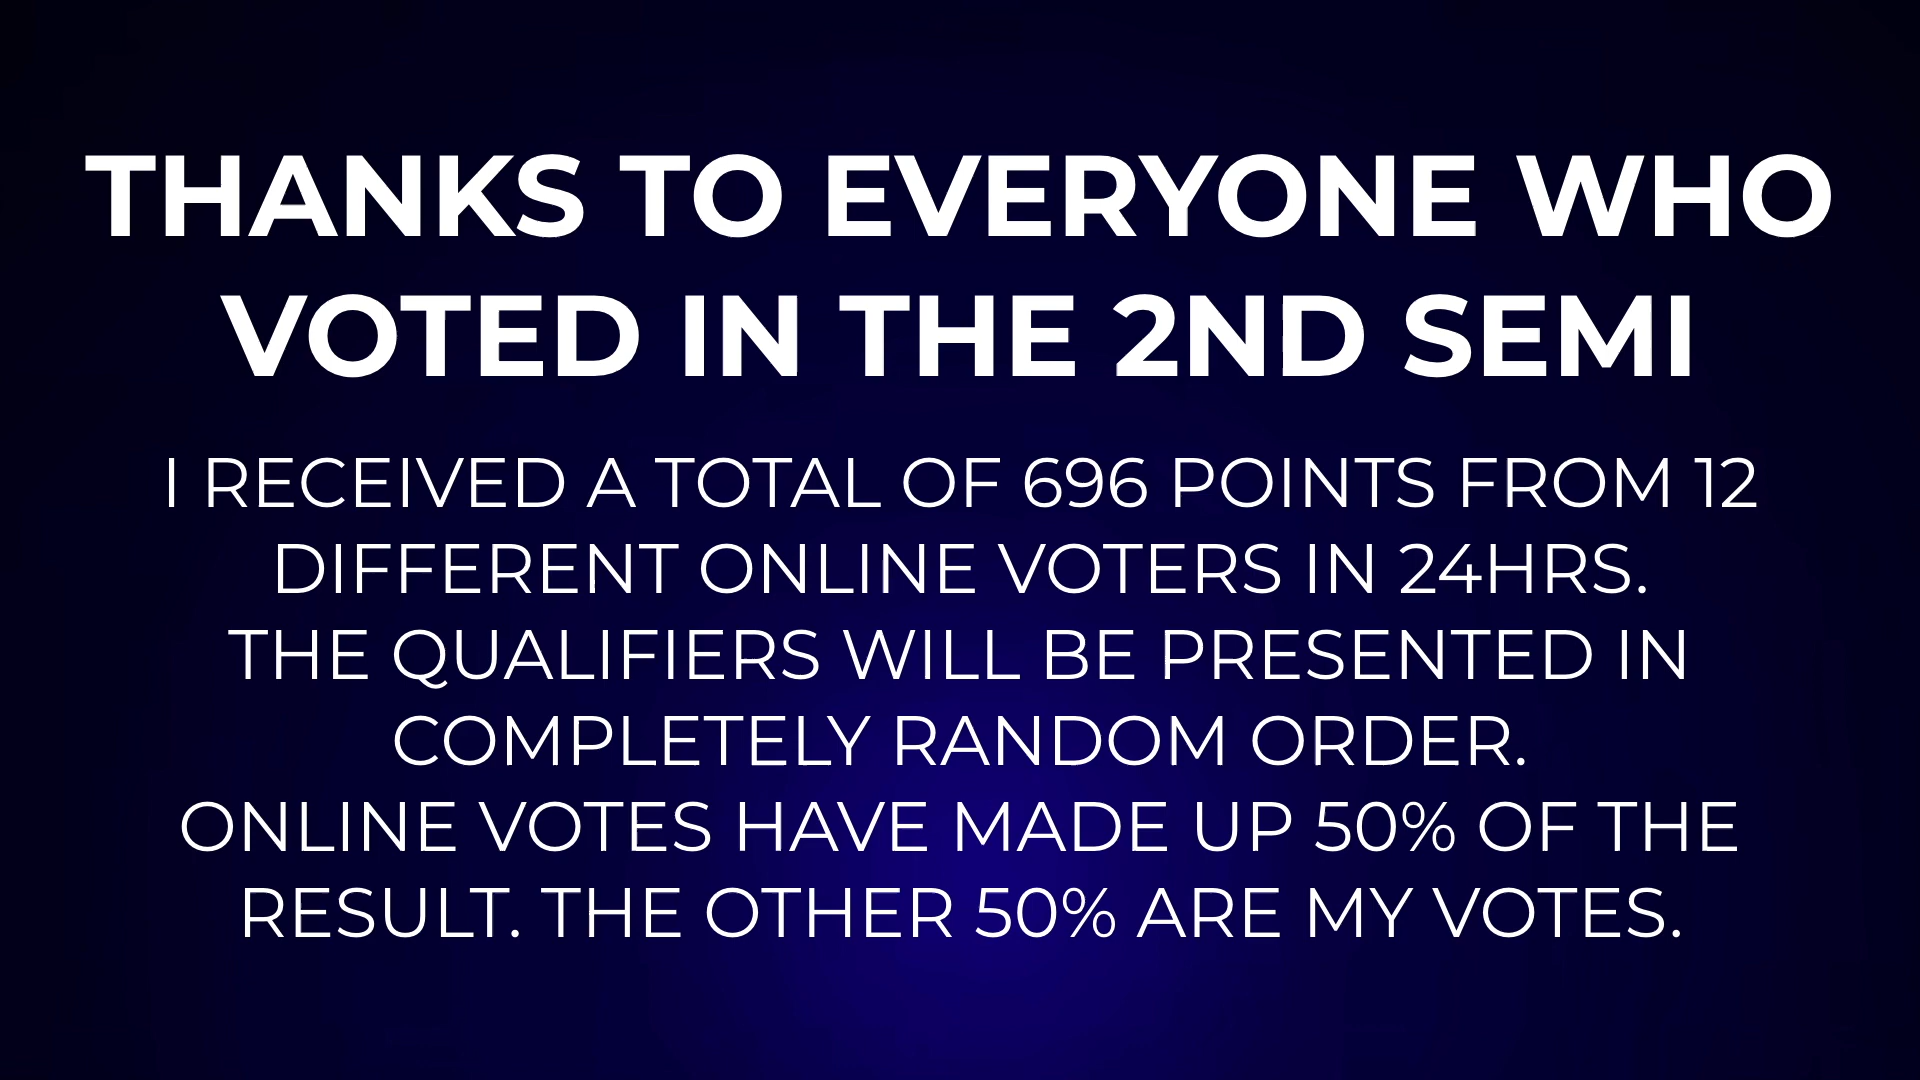 THANKS TO EVERYONE WHO
VOTED IN THE 2ND SEMI
I RECEIVED A TOTAL OF 696 POINTS FROM 12
DIFFERENT ONLINE VOTERS IN 24HRS.
THE QUALIFIERS WILL BE PRESENTED IN
COMPLETELY RANDOM ORDER.
ONLINE VOTES HAVE MADE UP 50% OF THE
RESULT. THE OTHER 50% ARE MY VOTES.